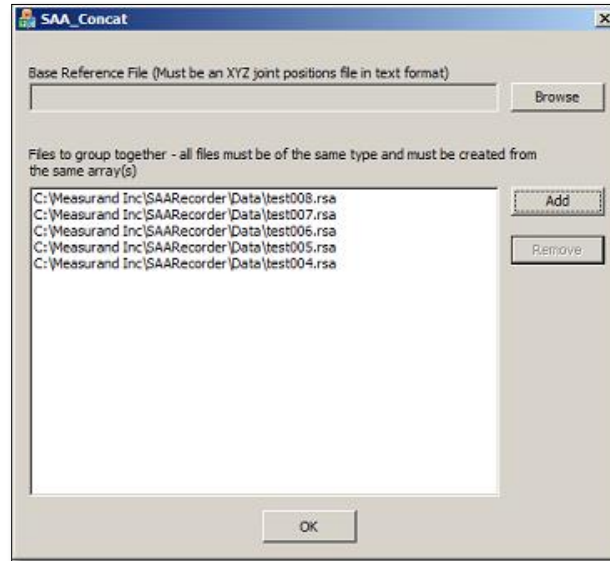 SAA_Concat
Base Reference File (Must be an XYZ joint positions file in text format)
Browse
Files to group together - all files must be of the same type and must be created from
the same array(s)
C:\Measurand Inc\SAARecorder\Data\test008.rsa
C:\Measurand Inc\SAARecorder\Data\test007.rsa
C:\Measurand Inc\SAARecorder\Data\test006.rsa
C:\Measurand Inc\SAARecorder\Data\test005.rsa
C:\Measurand Inc\SAARecorder\Data\test004.rsa
Add
Remove
OK